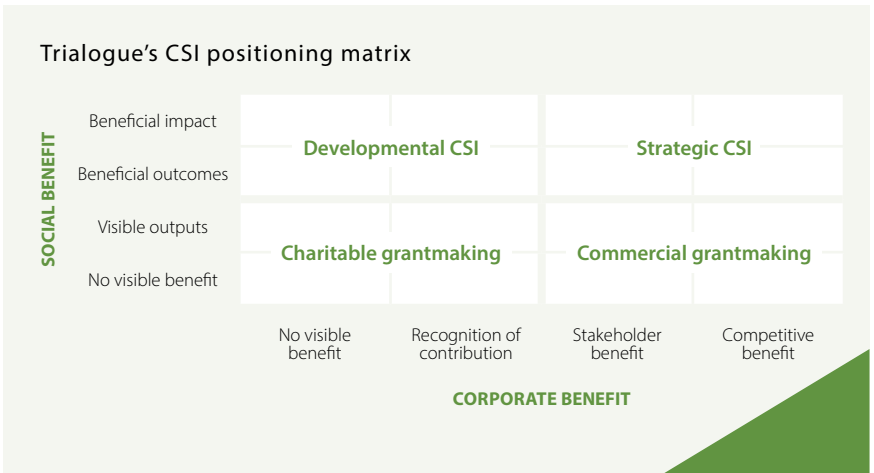 Trialogue's CSI positioning matrix
SOCIAL BENEFIT
Beneficial impact
Beneficial outcomes
Visible outputs
No visible benefit
Developmental CSI
Strategic CSI
Charitable grantmaking
Commercial grantmaking
No visible
benefit
Recognition of
contribution
Stakeholder
benefit
Competitive
benefit
CORPORATE BENEFIT